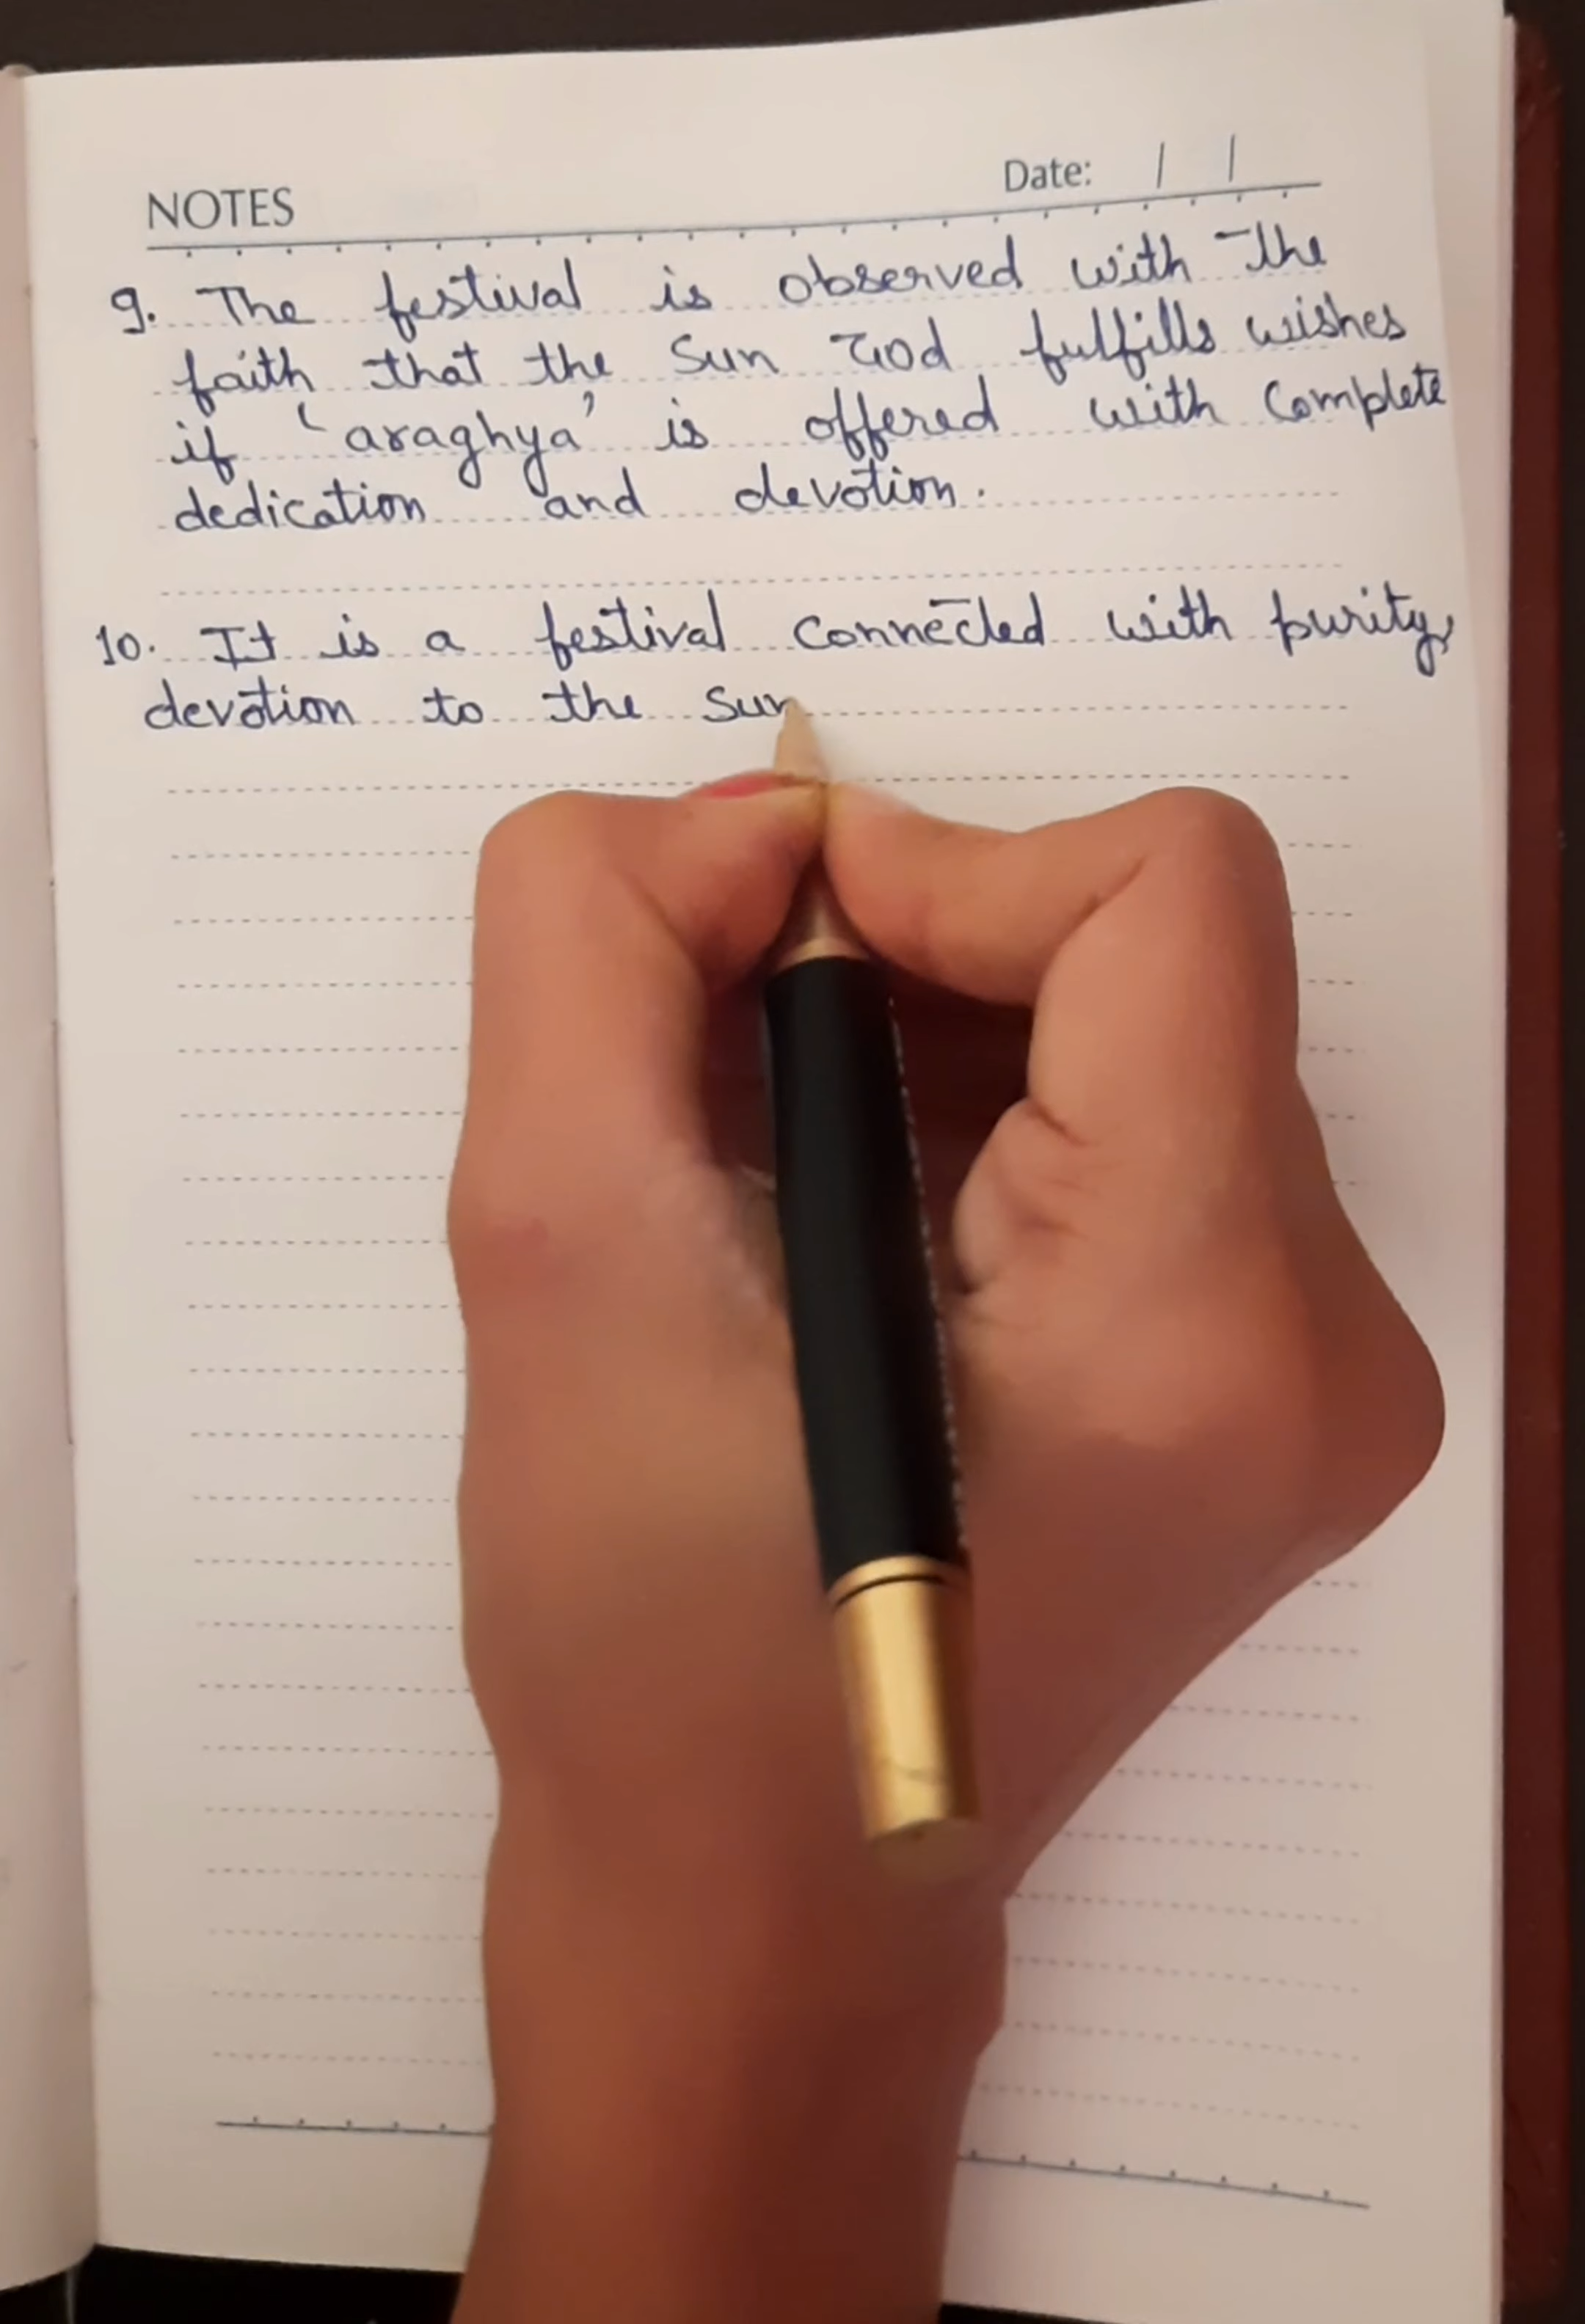 NOTES
Date: / /
9. The festival is observed with the
faith that the Sun God fulfills wishes
if 'araghya' is offered with complete
dedication and devotion.
10. It is a festival connected with purity,
devotion to the Sun